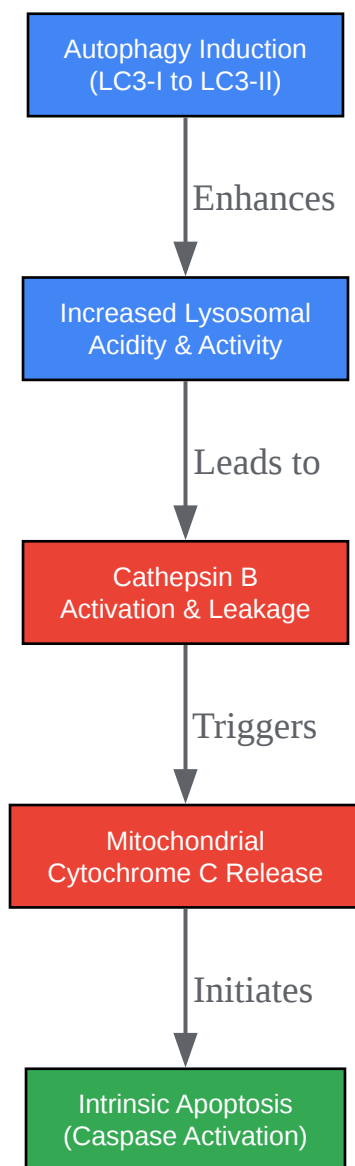 Autophagy Induction
(LC3-I to LC3-II)
Enhances
Increased Lysosomal
Acidity & Activity
Leads to
Cathepsin B
Activation & Leakage
Triggers
Mitochondrial
Cytochrome C Release
Initiates
Intrinsic Apoptosis
(Caspase Activation)